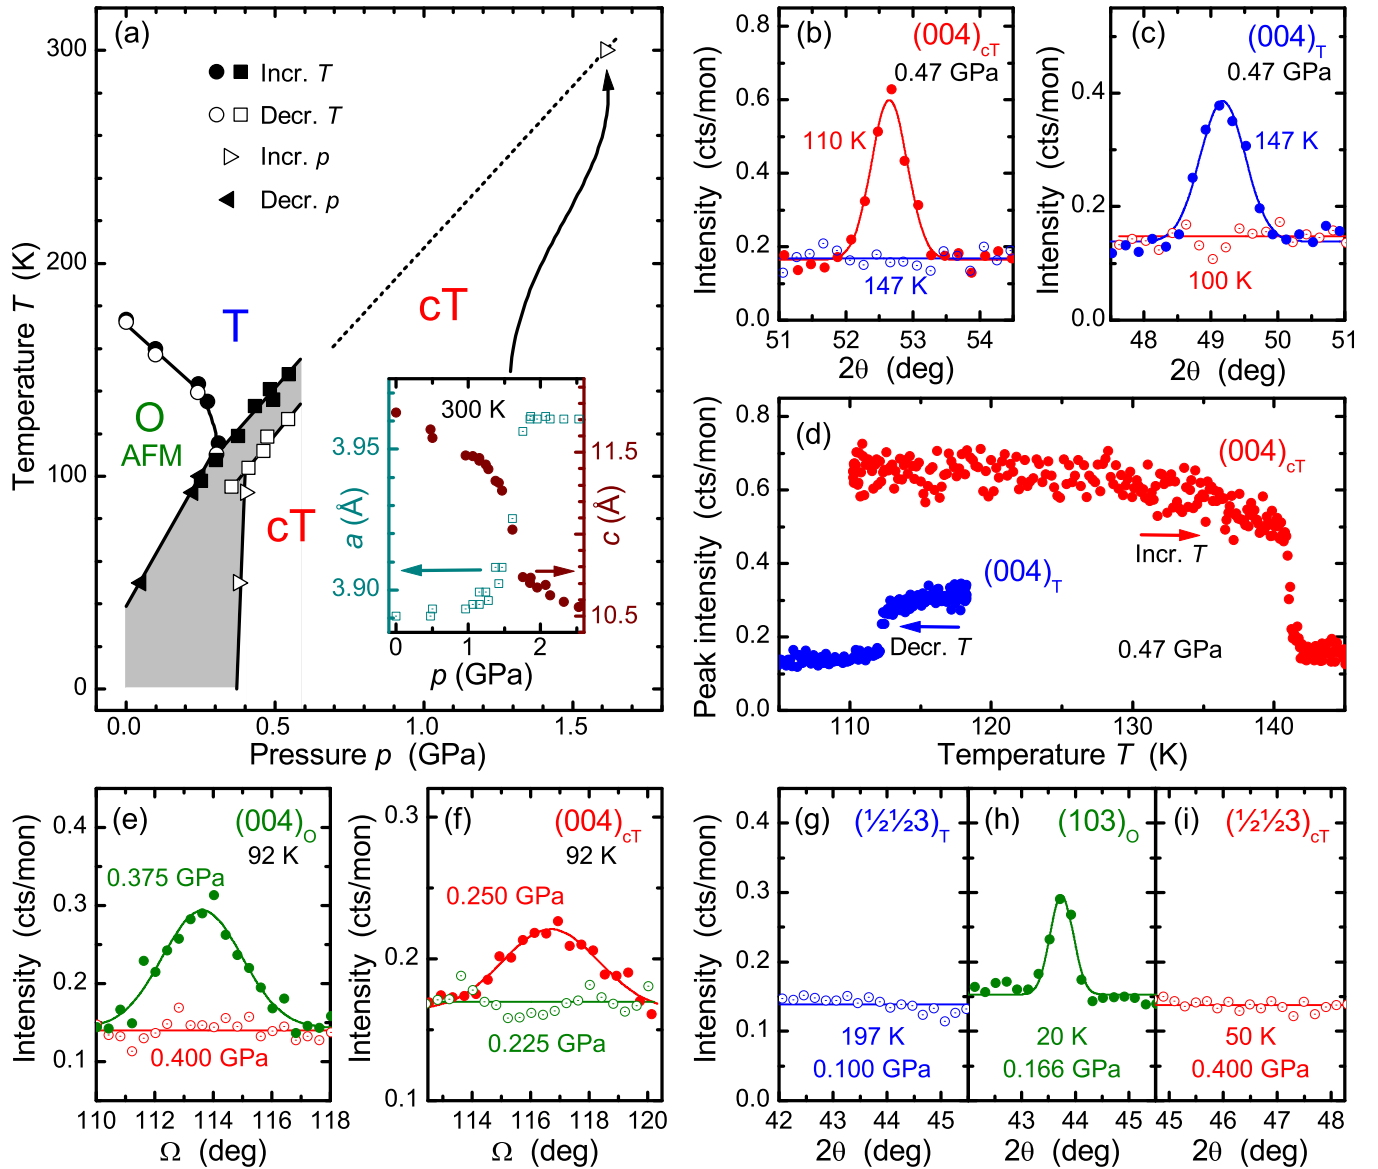 (a)
Incr. T
Decr. T
Incr. p
Decr. p
T
cT
O
AFM
cT
300
200
100
0
Temperature T (K)
0.0 0.5 1.0 1.5
Pressure p (GPa)
300 K
3.95
3.90
a (Å)
11.5
10.5
c (Å)
0 1 2
p (GPa)
(b) (004)cT
0.47 GPa
110 K
147 K
0.8
0.6
0.4
0.2
0.0
Intensity (cts/mon)
51 52 53 54
2θ (deg)
(c) (004)T
0.47 GPa
147 K
100 K
0.4
0.2
0.0
Intensity (cts/mon)
48 49 50 51
2θ (deg)
(d)
(004)cT
Incr. T
(004)T
Decr. T
0.47 GPa
0.8
0.6
0.4
0.2
0.0
Peak intensity (cts/mon)
110 120 130 140
Temperature T (K)
(e) (004)O
92 K
0.375 GPa
0.400 GPa
0.4
0.3
0.2
0.1
Intensity (cts/mon)
110 112 114 116 118
Ω (deg)
(f) (004)cT
92 K
0.250 GPa
0.225 GPa
0.3
0.2
0.1
Intensity (cts/mon)
114 116 118 120
Ω (deg)
(g) (½½3)T
197 K
0.100 GPa
0.4
0.3
0.2
0.1
0.0
Intensity (cts/mon)
42 43 44 45
2θ (deg)
(h) (103)O
20 K
0.166 GPa
43 44 45
2θ (deg)
(i) (½½3)cT
50 K
0.400 GPa
45 46 47 48
2θ (deg)